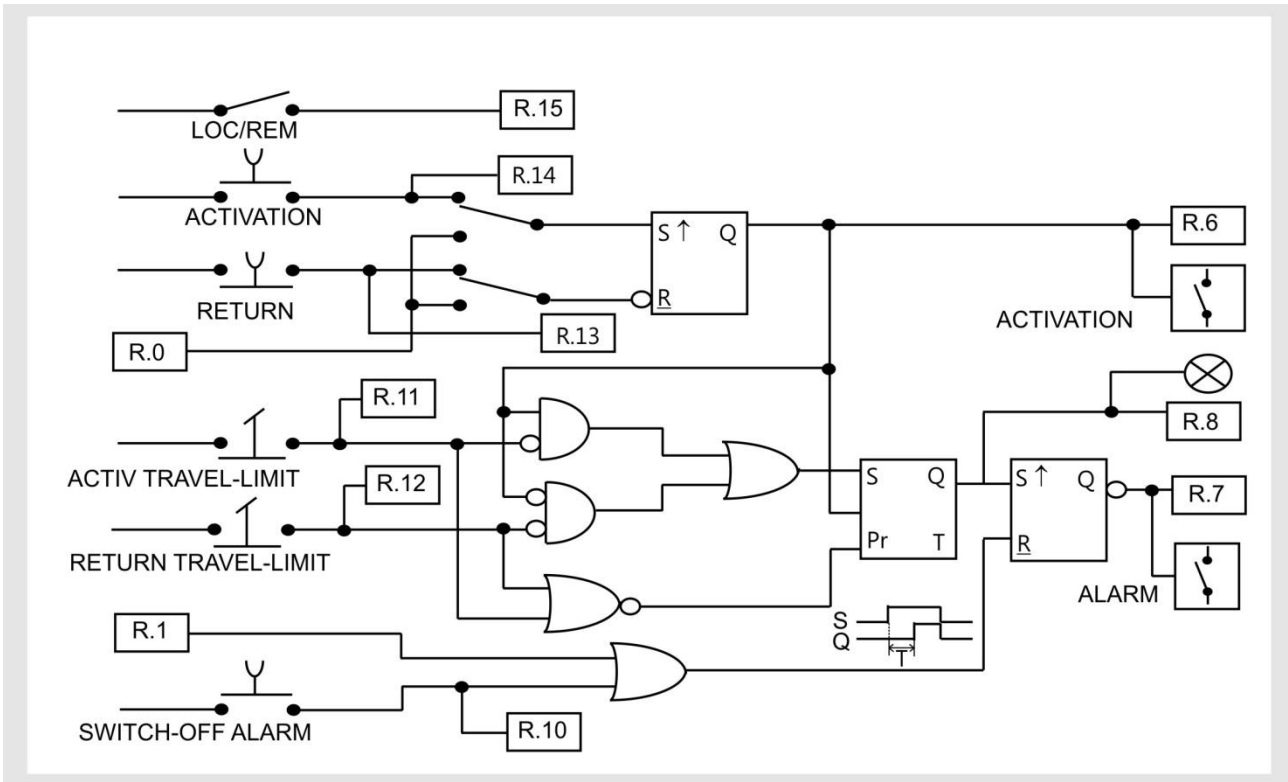 R.15
LOC/REM
R.14
ACTIVATION
S ↑ Q
R
R.6
RETURN
R.13
ACTIVATION
R.0
R.11
R.8
ACTIV TRAVEL-LIMIT
R.12
S Q
Pr T
S ↑ Q
R
R.7
RETURN TRAVEL-LIMIT
ALARM
R.1
S
Q
T
SWITCH-OFF ALARM
R.10